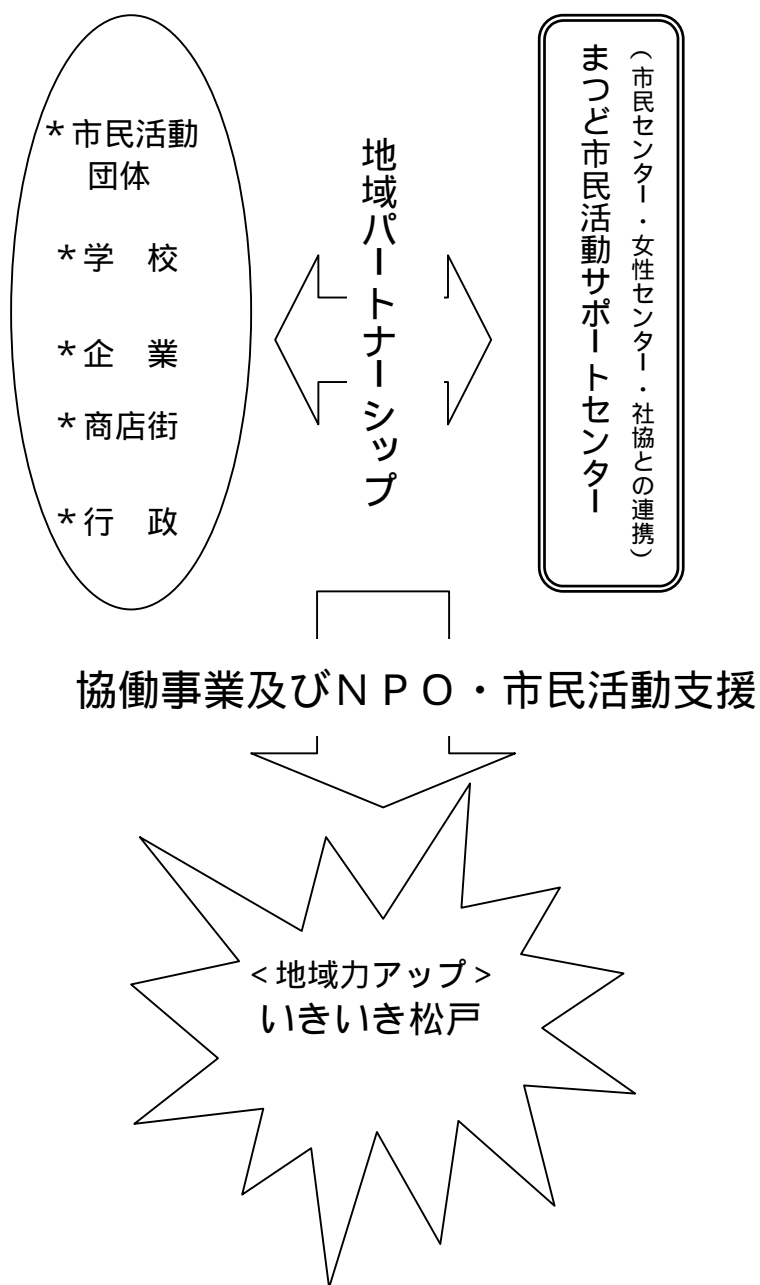 *市民活動
団体
*学　校
*企　業
*商店街
*行　政
地域パートナーシップ
(市民センター・女性センター・社協との連携)
まつど市民活動サポートセンター
協働事業及びＮＰＯ・市民活動支援
<地域力アップ>
いきいき松戸